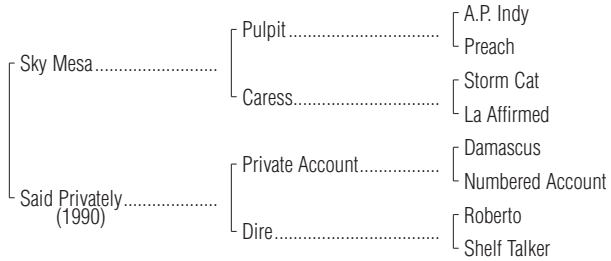 A.P. Indy
Pulpit
Preach
Sky Mesa
Storm Cat
Caress
La Affirmed
Damascus
Private Account
Numbered Account
Said Privately
(1990)
Roberto
Dire
Shelf Talker